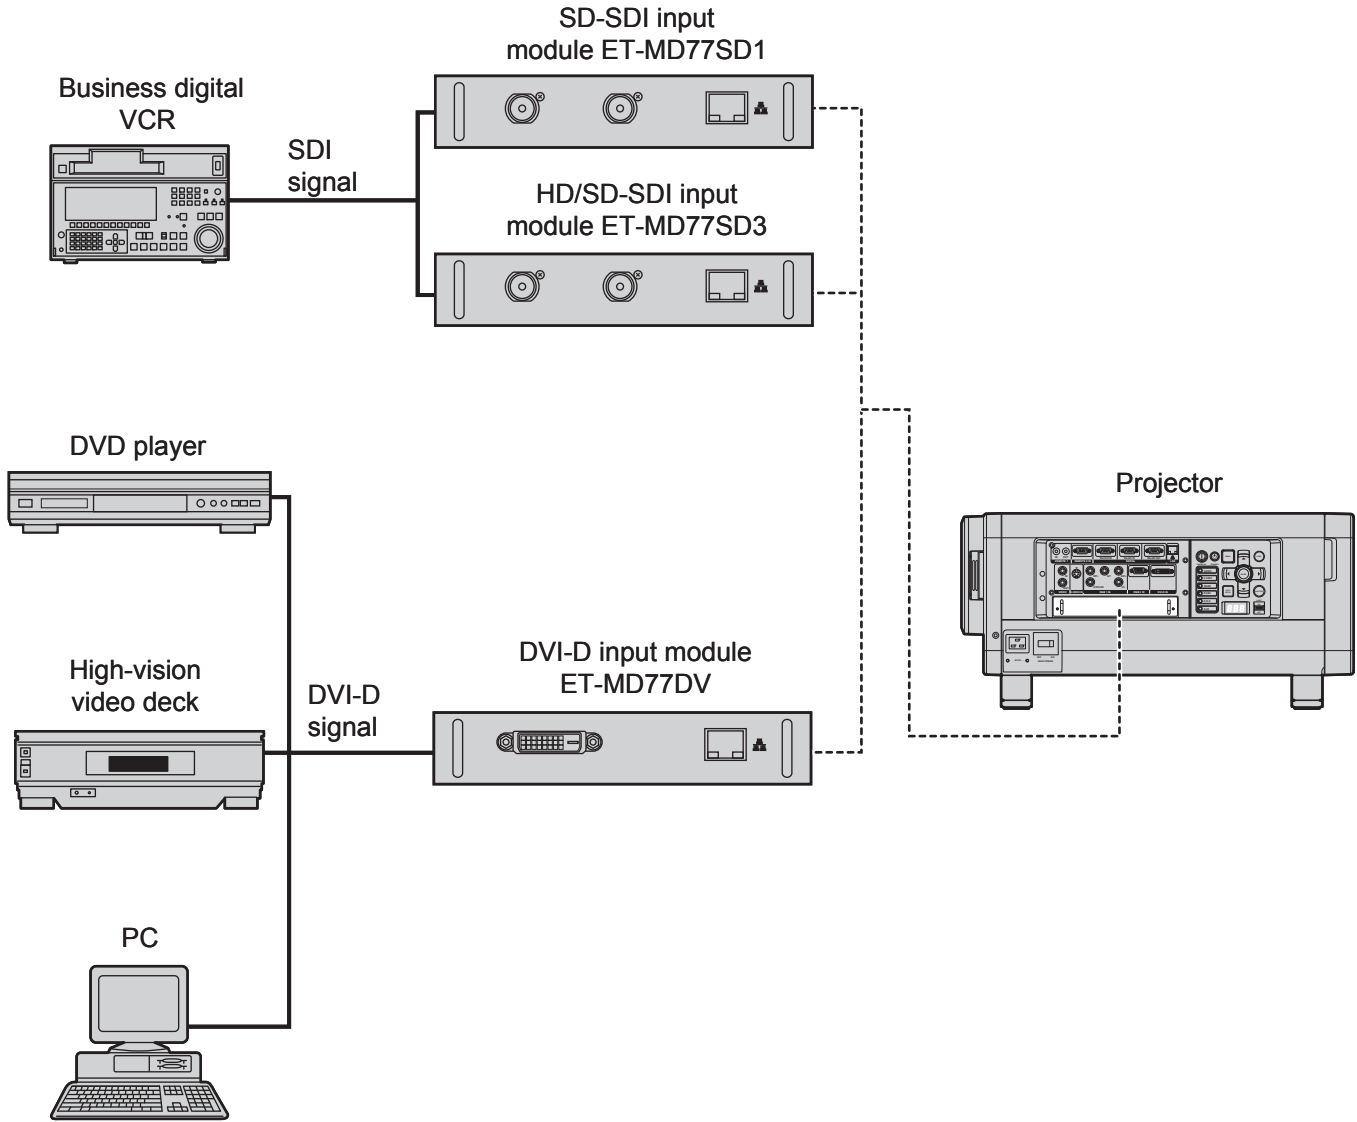 SD-SDI input
module ET-MD77SD1
Business digital
VCR
SDI
signal
HD/SD-SDI input
module ET-MD77SD3
DVD player
Projector
High-vision
video deck
DVI-D
signal
DVI-D input module
ET-MD77DV
PC